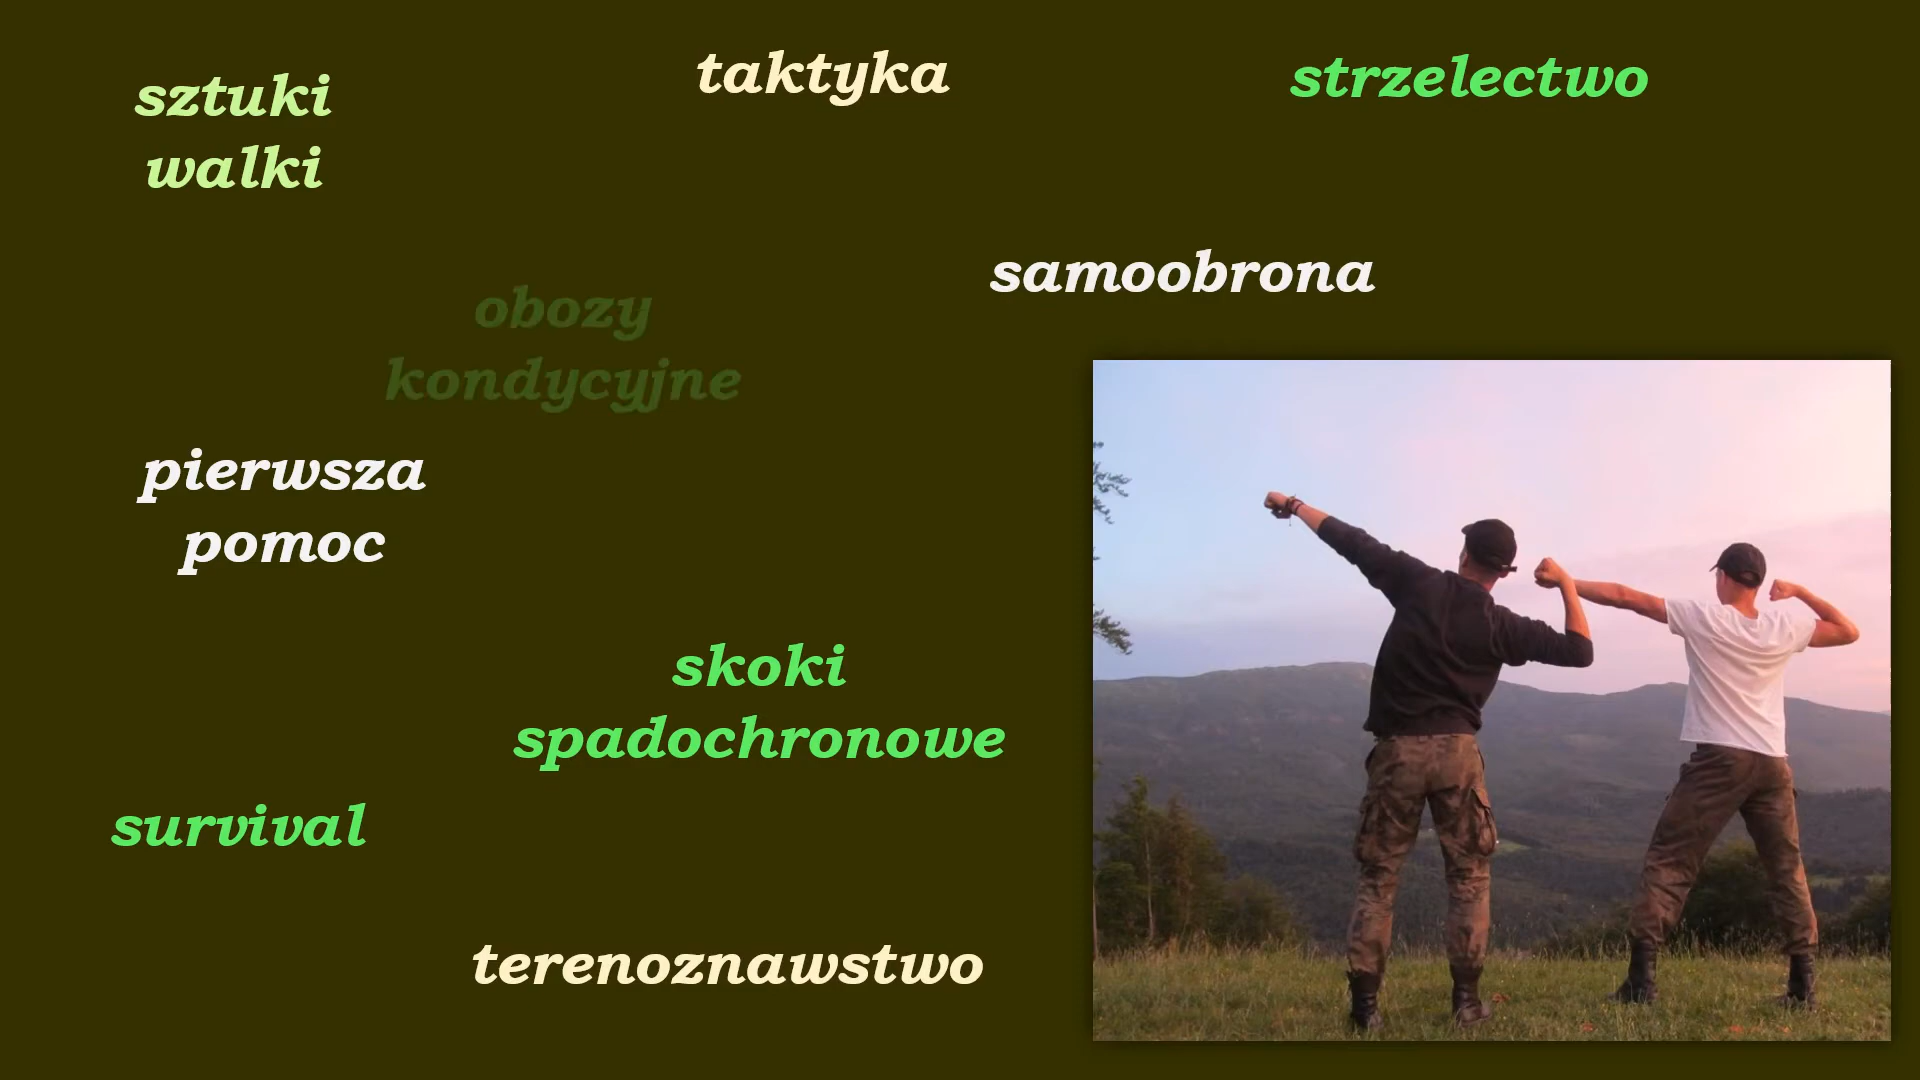 sztuki
walki
taktyka
strzelectwo
samoobrona
obozy
kondycyjne
pierwsza
pomoc
skoki
spadochronowe
survival
terenoznawstwo